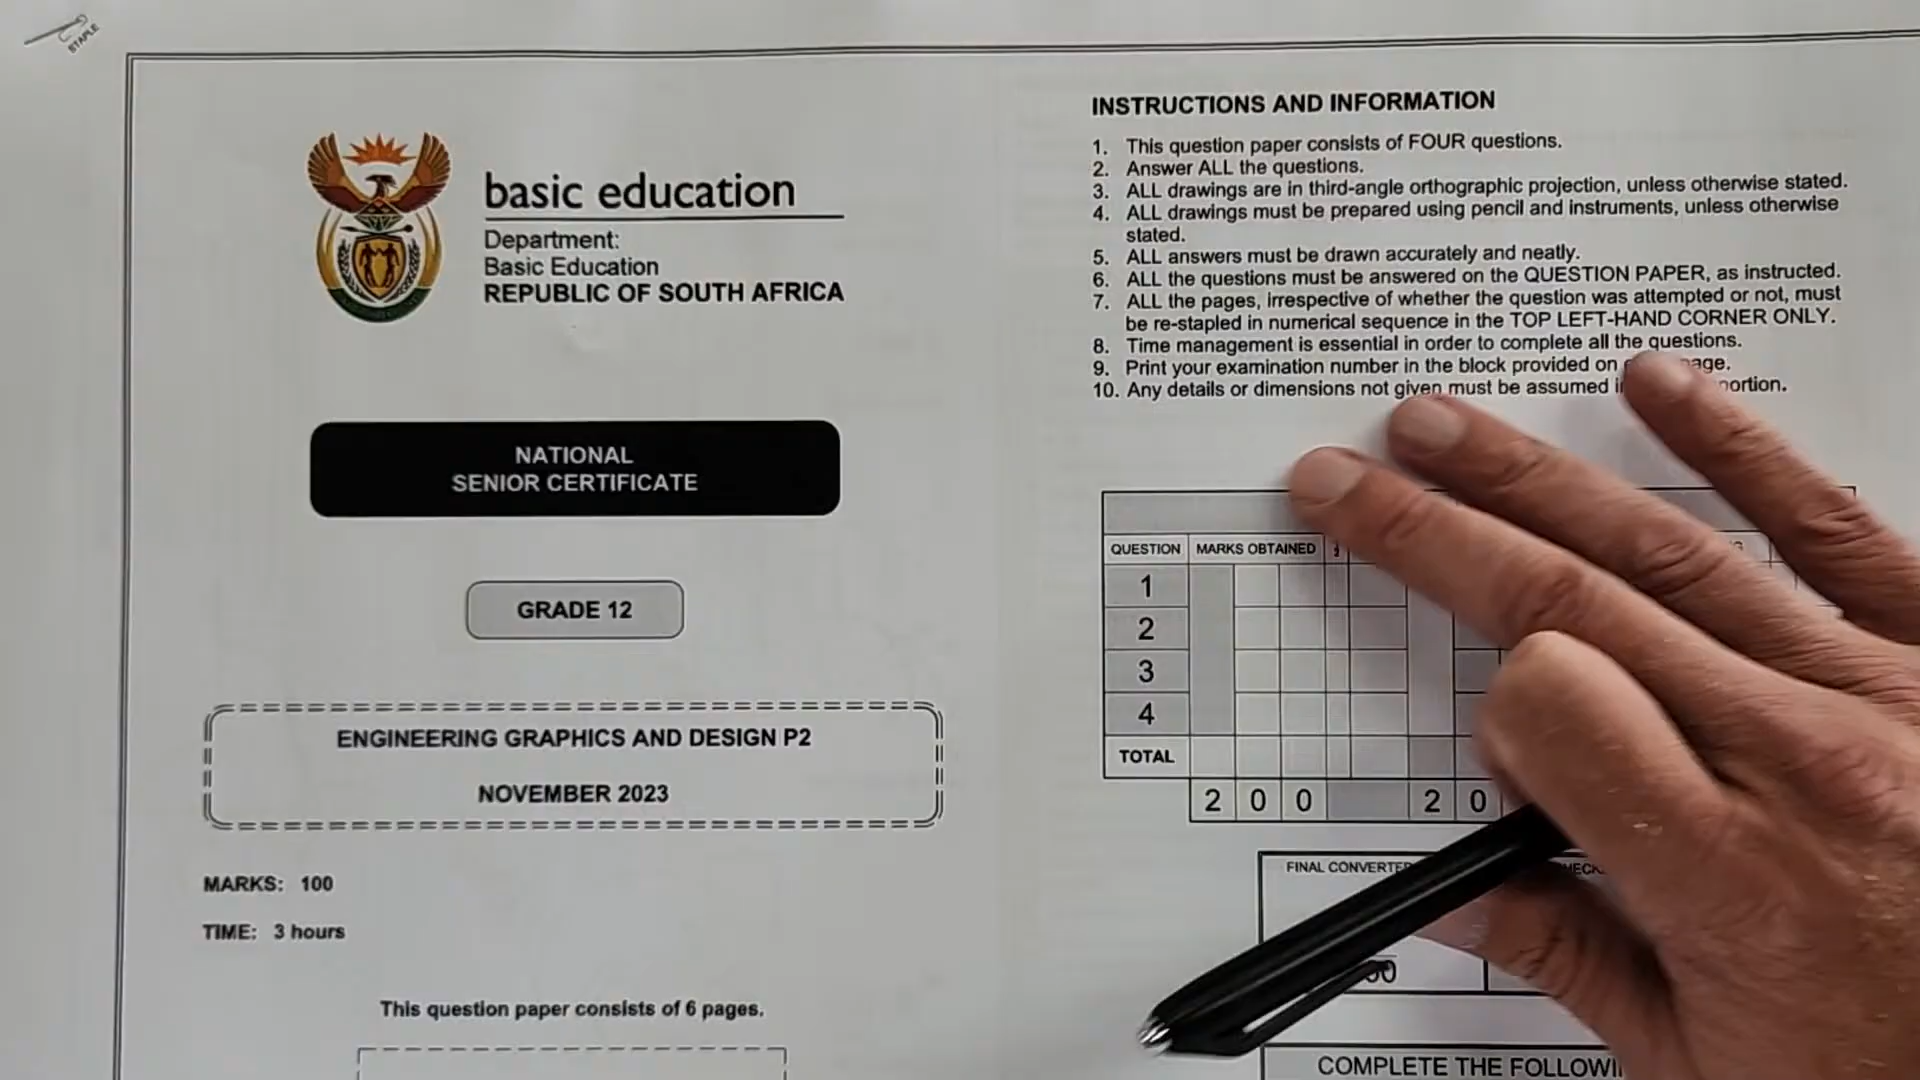 STAPLE
basic education
Department:
Basic Education
REPUBLIC OF SOUTH AFRICA
NATIONAL
SENIOR CERTIFICATE
GRADE 12
ENGINEERING GRAPHICS AND DESIGN P2
NOVEMBER 2023
MARKS: 100
TIME: 3 hours
This question paper consists of 6 pages.
INSTRUCTIONS AND INFORMATION
1. This question paper consists of FOUR questions.
2. Answer ALL the questions.
3. ALL drawings are in third-angle orthographic projection, unless otherwise stated.
4. ALL drawings must be prepared using pencil and instruments, unless otherwise
stated.
5. ALL answers must be drawn accurately and neatly.
6. ALL the questions must be answered on the QUESTION PAPER, as instructed.
7. ALL the pages, irrespective of whether the question was attempted or not, must
be re-stapled in numerical sequence in the TOP LEFT-HAND CORNER ONLY.
8. Time management is essential in order to complete all the questions.
9. Print your examination number in the block provided on
10. Any details or dimensions not given must be assumed
QUESTION MARKS OBTAINED
1
2
3
4
TOTAL
2 0 0 2 0
FINAL CONVERTED
COMPLETE THE